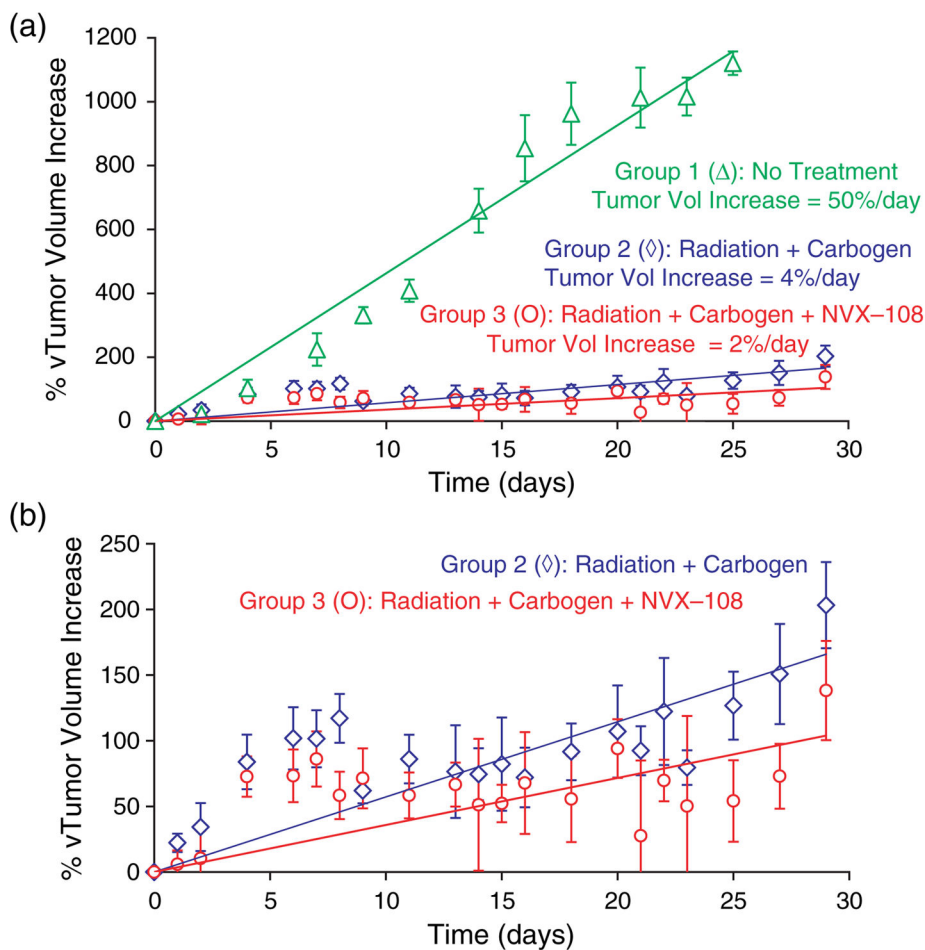 (a)
% vTumor Volume Increase
1200
1000
800
600
400
200
0
Group 1 (Δ): No Treatment
Tumor Vol Increase = 50%/day
Group 2 (◊): Radiation + Carbogen
Tumor Vol Increase = 4%/day
Group 3 (O): Radiation + Carbogen + NVX–108
Tumor Vol Increase = 2%/day
0 5 10 15 20 25 30
Time (days)
(b)
% vTumor Volume Increase
250
200
150
100
50
0
Group 2 (◊): Radiation + Carbogen
Group 3 (O): Radiation + Carbogen + NVX–108
0 5 10 15 20 25 30
Time (days)